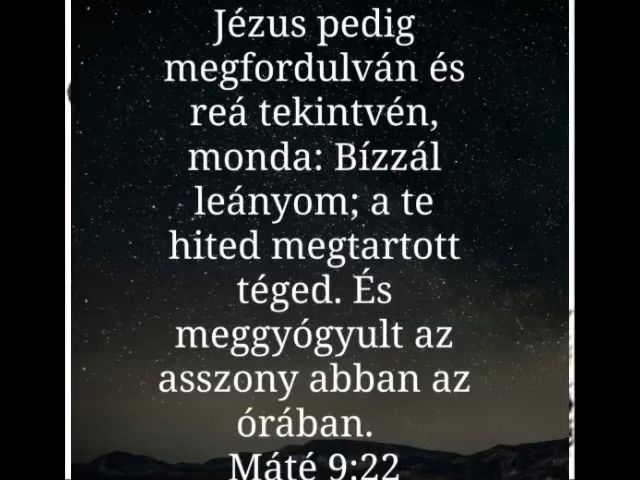 Jézus pedig
megfordulván és
reá tekintvén,
monda: Bízzál
leányom; a te
hited megtartott
téged. És
meggyógyult az
asszony abban az
órában.
Máté 9:22